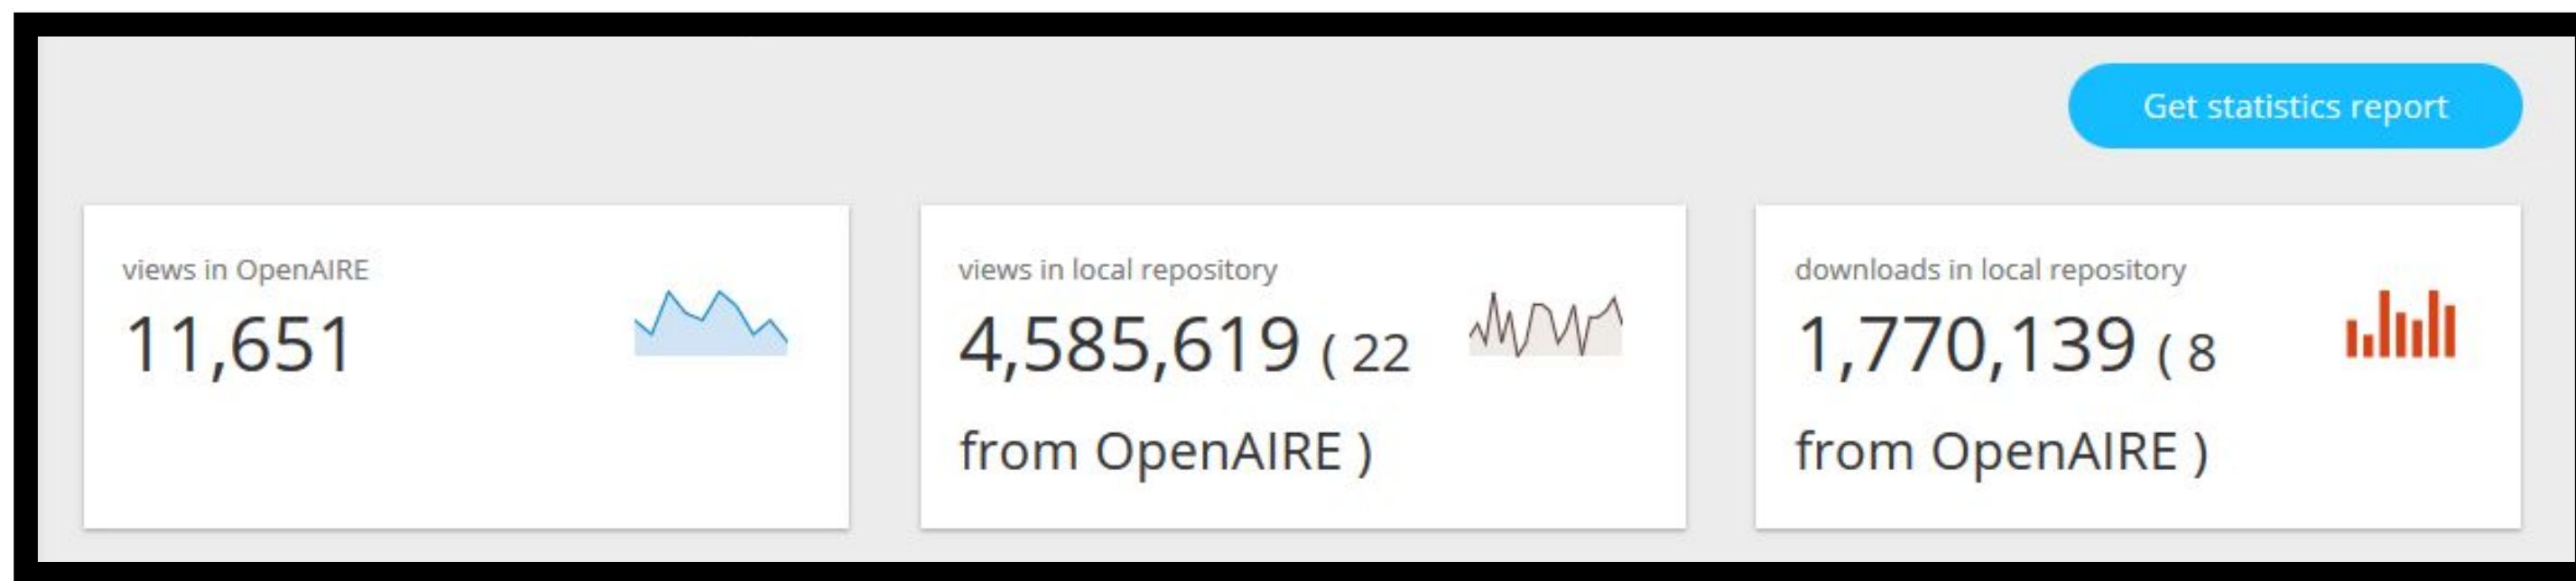 Get statistics report
views in OpenAIRE
11,651
views in local repository
4,585,619 ( 22
from OpenAIRE )
downloads in local repository
1,770,139 ( 8
from OpenAIRE )